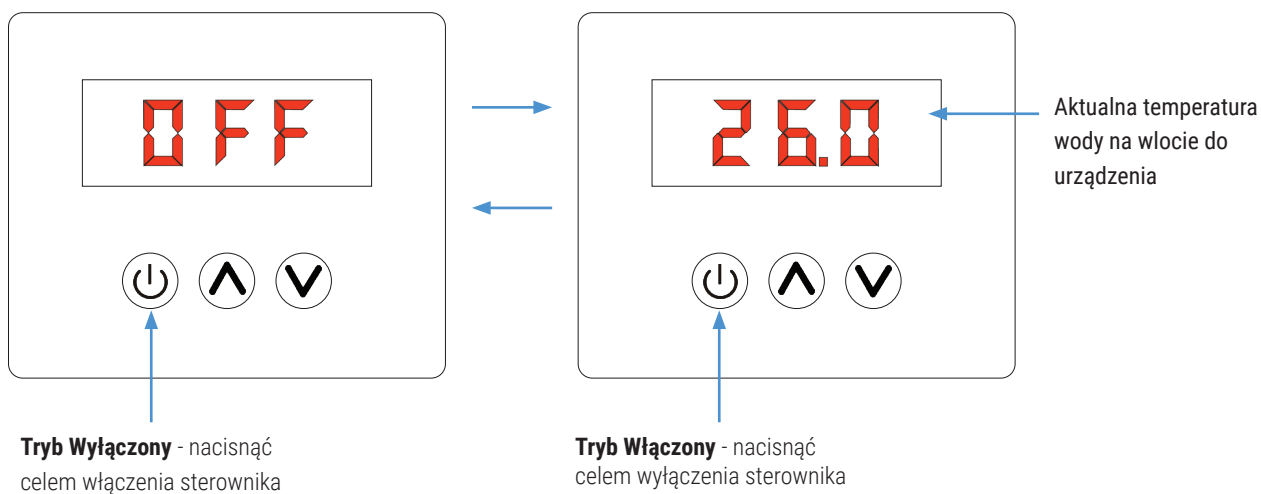 OFF
26.0
Aktualna temperatura
wody na wlocie do
urządzenia
Tryb Wyłączony - nacisnąć
celem włączenia sterownika
Tryb Włączony - nacisnąć
celem wyłączenia sterownika